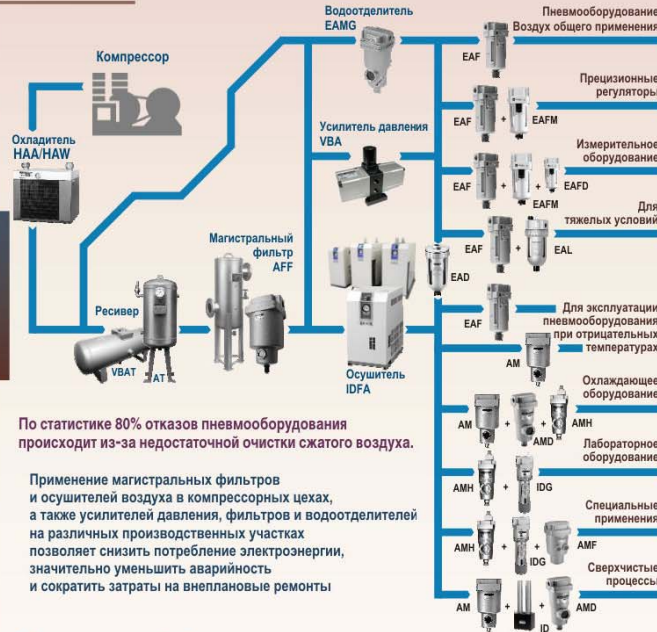 Водоотделитель
EAMG
Пневмооборудование
Воздух общего применения
EAF
Компрессор
Прецизионные
регуляторы
EAF
+
EAFM
Охладитель
HAA/HAW
Усилитель давления
VBA
Измерительное
оборудование
EAF
+
+
EAFD
EAFM
Для
тяжелых условий
EAF
+
EAL
Магистральный
фильтр
AFF
EAD
Ресивер
VBAT
AT
Осушитель
IDFA
EAF
Для эксплуатации
пневмооборудования
при отрицательных
температурах
AM
Охлаждающее
оборудование
AM
+
+
AMH
AMD
По статистике 80% отказов пневмооборудования
происходит из-за недостаточной очистки сжатого воздуха.
Лабораторное
оборудование
AMH
+
IDG
Применение магистральных фильтров
и осушителей воздуха в компрессорных цехах,
а также усилителей давления, фильтров и водоотделителей
на различных производственных участках
позволяет снизить потребление электроэнергии,
значительно уменьшить аварийность
и сократить затраты на внеплановые ремонты
Специальные
применения
AMH
+
+
AMF
IDG
Сверхчистые
процессы
AM
+
+
AMD
ID